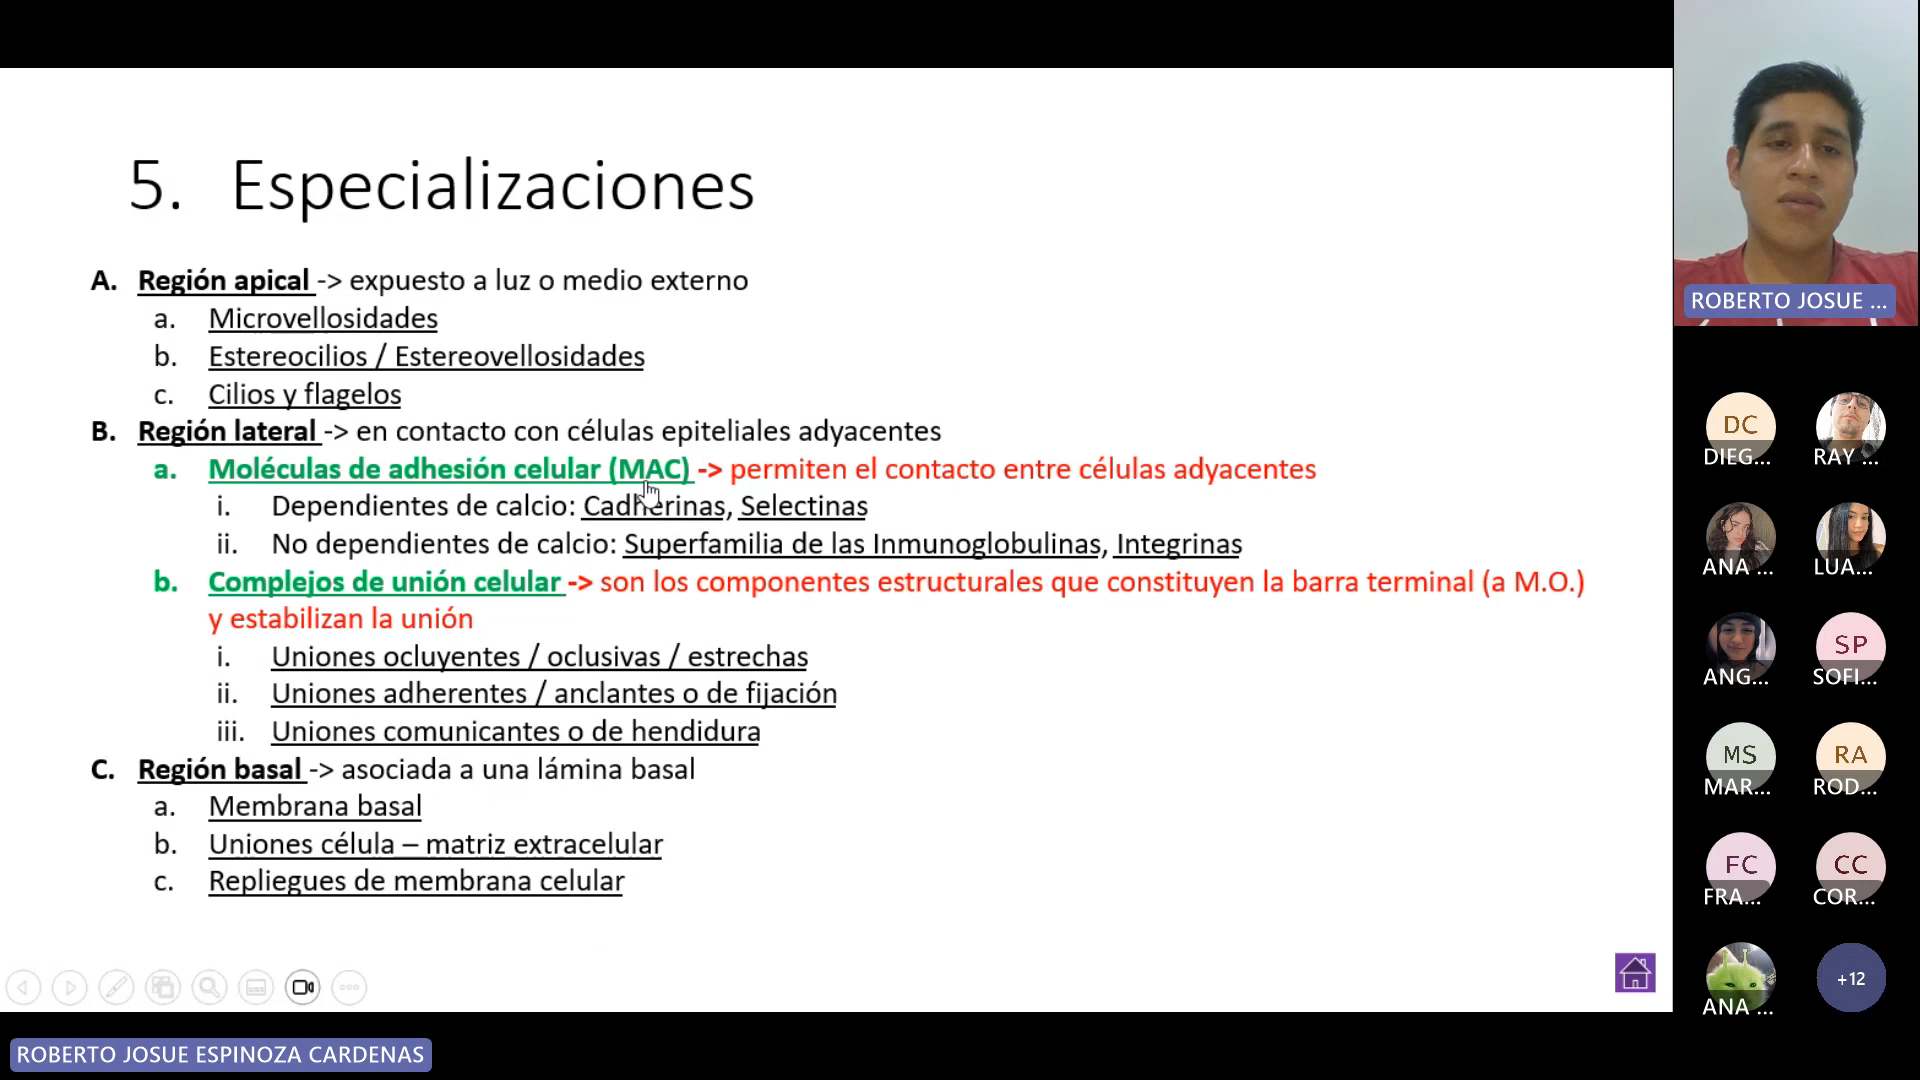 5. Especializaciones
A. Región apical -> expuesto a luz o medio externo
a. Microvellosidades
b. Estereocilios / Estereovellosidades
c. Cilios y flagelos
B. Región lateral -> en contacto con células epiteliales adyacentes
a. Moléculas de adhesión celular (MAC) -> permiten el contacto entre células adyacentes
i. Dependientes de calcio: Cadherinas, Selectinas
ii. No dependientes de calcio: Superfamilia de las Inmunoglobulinas, Integrinas
b. Complejos de unión celular -> son los componentes estructurales que constituyen la barra terminal (a M.O.)
y estabilizan la unión
i. Uniones ocluyentes / oclusivas / estrechas
ii. Uniones adherentes / anclantes o de fijación
iii. Uniones comunicantes o de hendidura
C. Región basal -> asociada a una lámina basal
a. Membrana basal
b. Uniones célula – matriz extracelular
c. Repliegues de membrana celular
ROBERTO JOSUE ESPINOZA CARDENAS
ROBERTO JOSUE ...
DC
DIEG...
RAY ...
ANA ...
LUA...
ANG...
SP
SOFI...
MS
MAR...
RA
ROD...
FC
FRA...
CC
COR...
ANA ...
+12